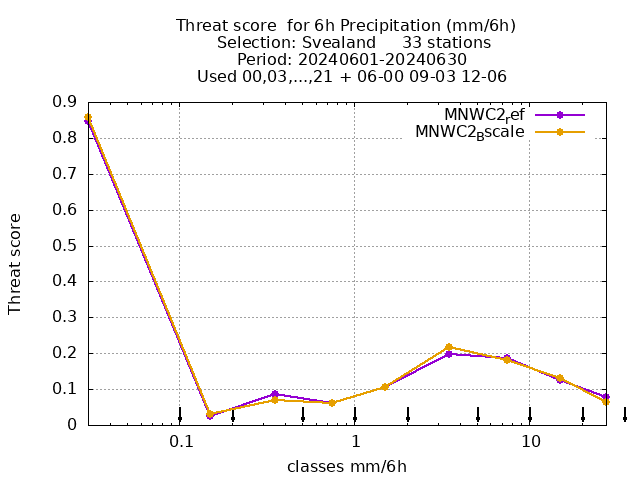 Threat score  for 6h Precipitation (mm/6h)
Selection: Svealand     33 stations
Period: 20240601-20240630
Used 00,03,...,21 + 06-00 09-03 12-06
MNWC2ref
MNWC2Bscale
0.9
0.8
0.7
0.6
0.5
0.4
0.3
0.2
0.1
0
Threat score
0.1
1
10
classes mm/6h